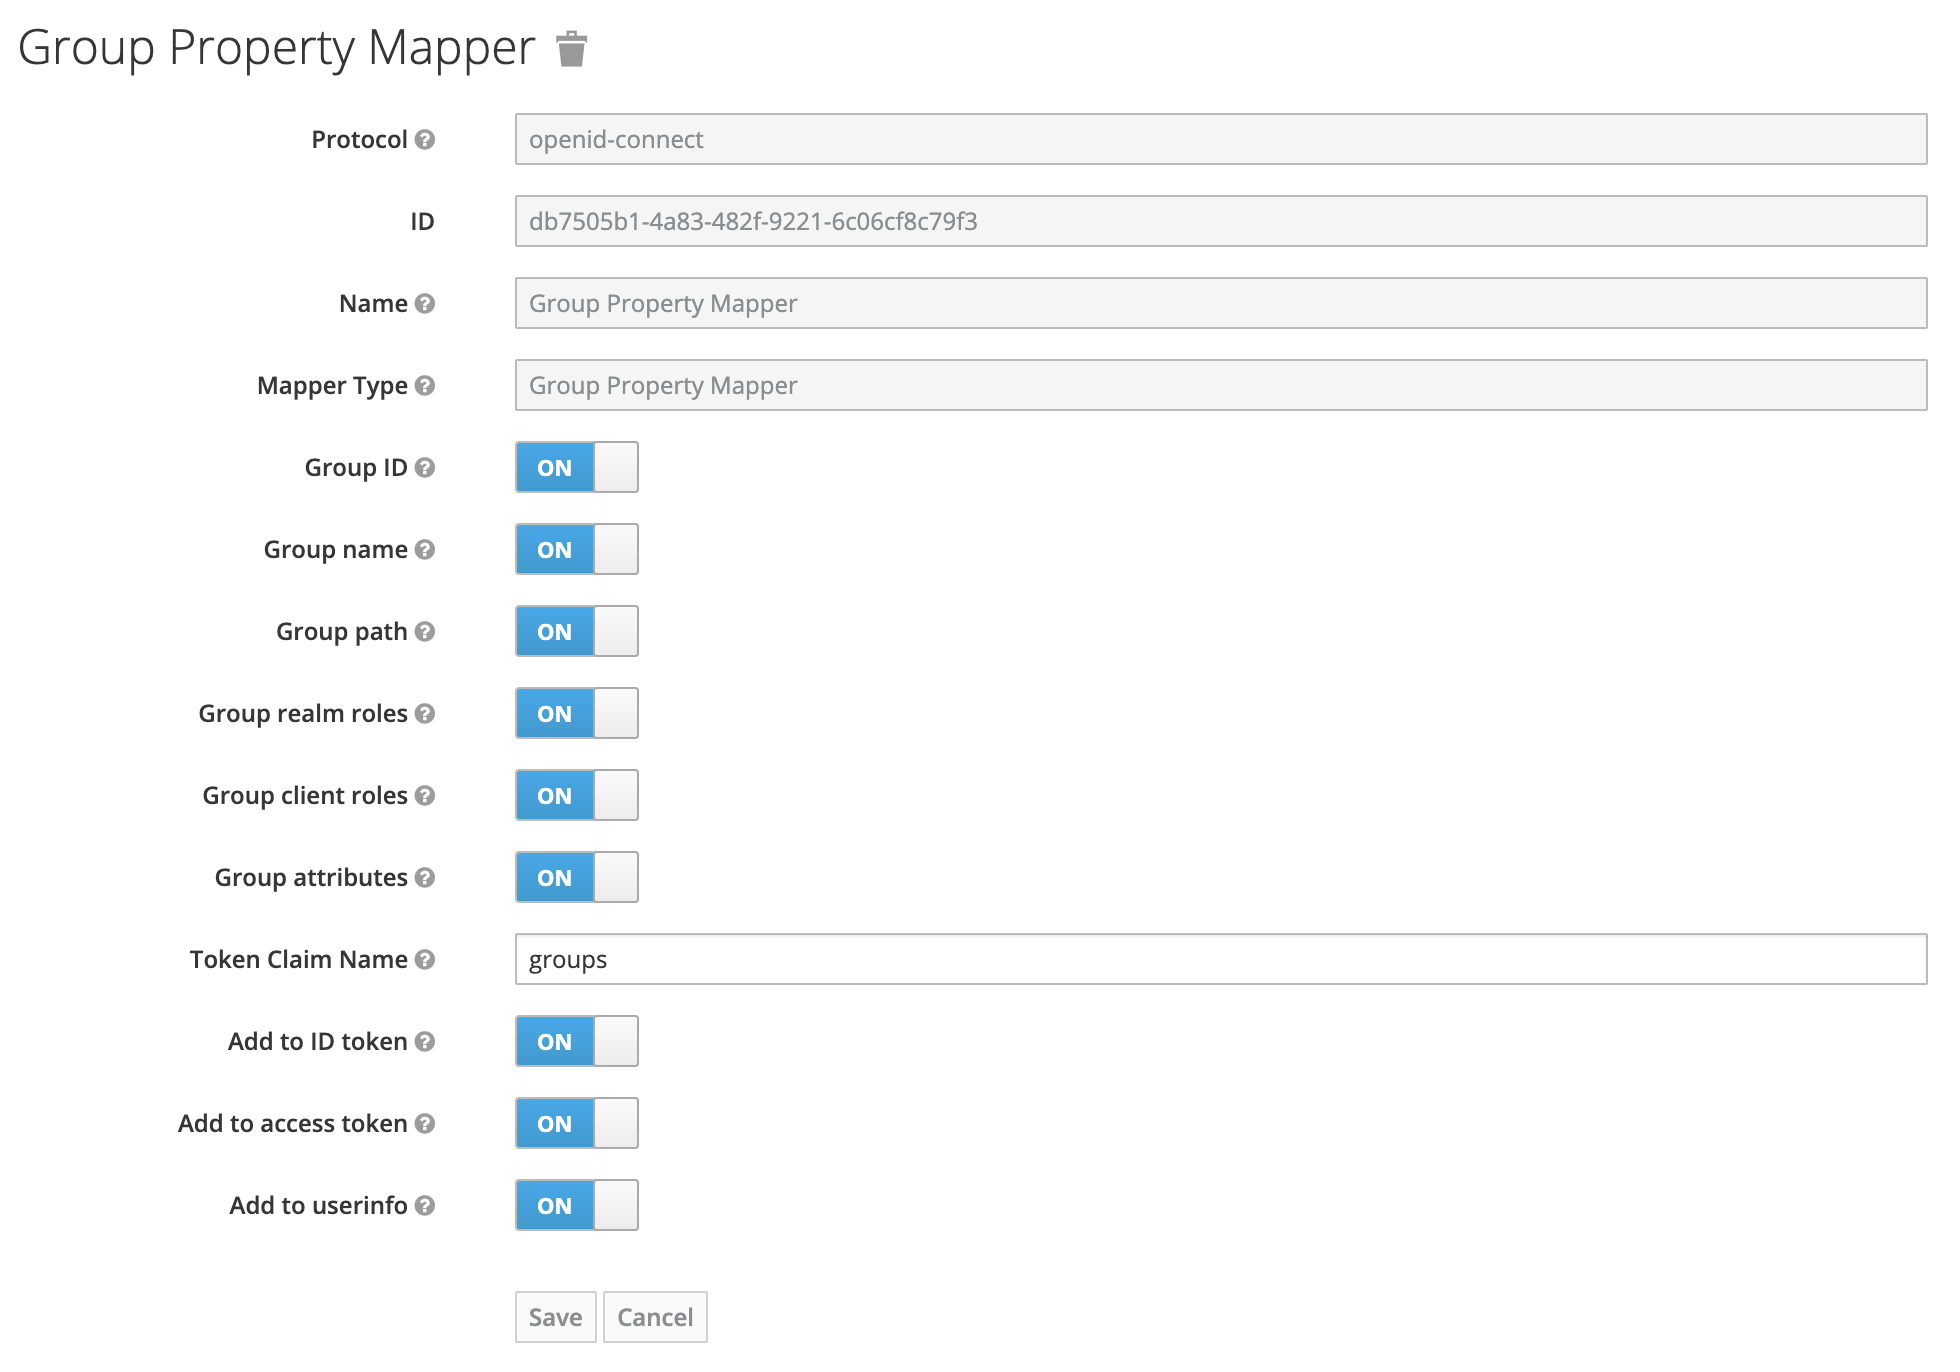 Group Property Mapper
Protocol ? openid-connect
ID db7505b1-4a83-482f-9221-6c06cf8c79f3
Name ? Group Property Mapper
Mapper Type ? Group Property Mapper
Group ID ? ON
Group name ? ON
Group path ? ON
Group realm roles ? ON
Group client roles ? ON
Group attributes ? ON
Token Claim Name ? groups
Add to ID token ? ON
Add to access token ? ON
Add to userinfo ? ON
Save Cancel